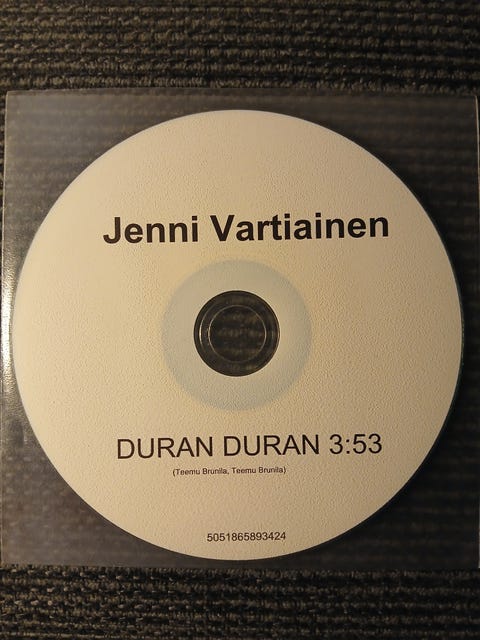 Jenni Vartiainen
DURAN DURAN 3:53
(Teemu Brunila, Teemu Brunila)
5051865893424